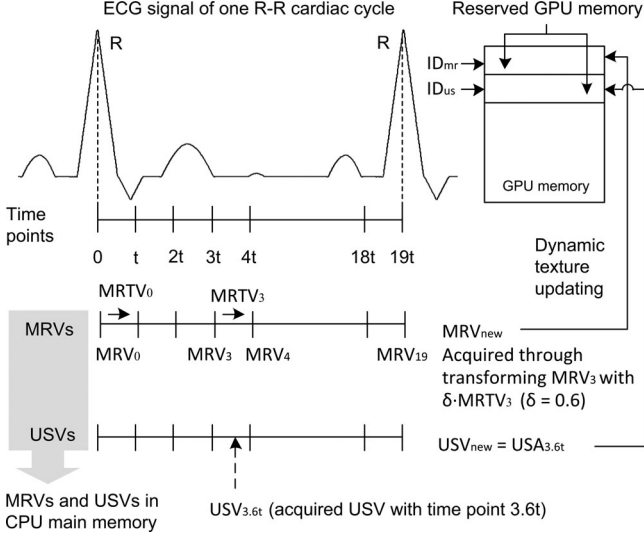 ECG signal of one R-R cardiac cycle
Reserved GPU memory
R
R
IDmr
IDus
GPU memory
Time
points
0 t 2t 3t 4t 18t 19t
Dynamic
texture
updating
MRTV0 MRTV3
MRVs
MRV0 MRV3 MRV4 MRV19
MRVnew
Acquired through
transforming MRV3 with
δ·MRTV3 (δ = 0.6)
USVs
USVnew = USA3.6t
MRVs and USVs in
CPU main memory
USV3.6t (acquired USV with time point 3.6t)